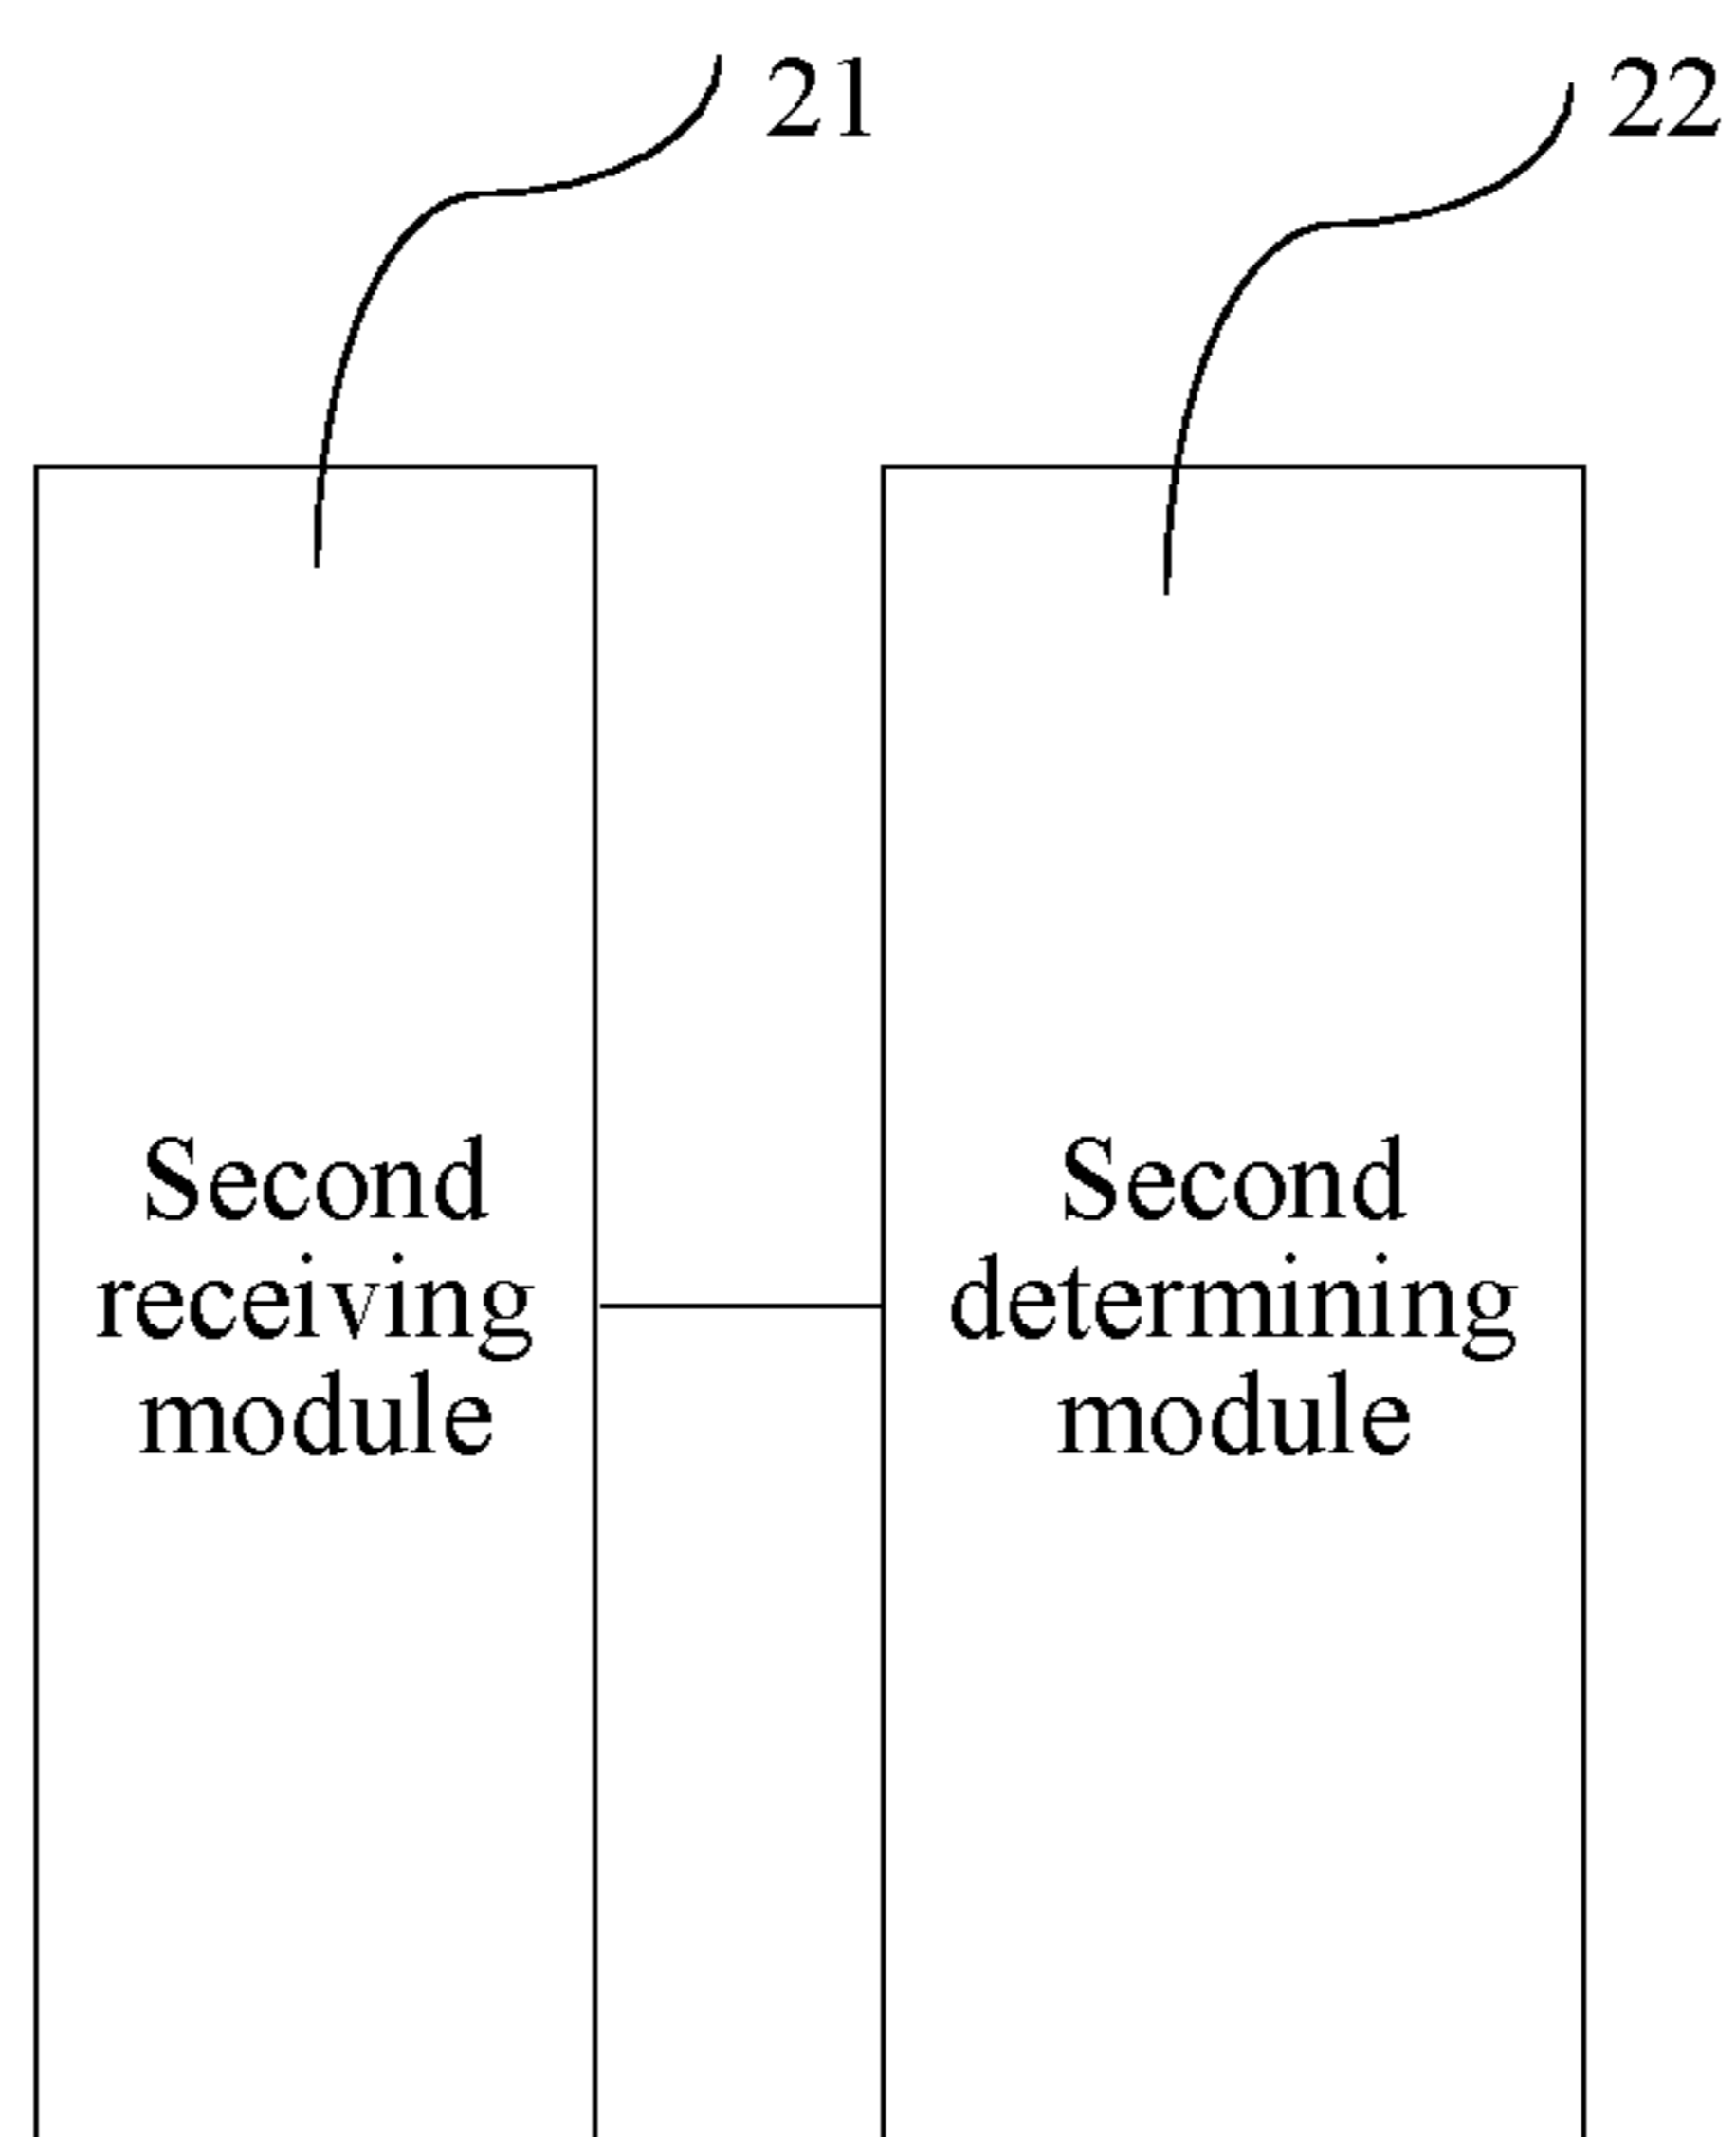 21
22
Second
receiving
module
Second
determining
module